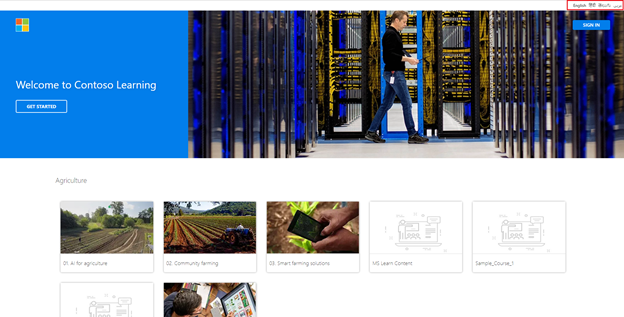 English हिंदी తెలుగు عربي
SIGN IN
Welcome to Contoso Learning
GET STARTED
Agriculture
01. AI for agriculture
02. Community farming
03. Smart farming solutions
MS Learn Content
Sample_Course_1